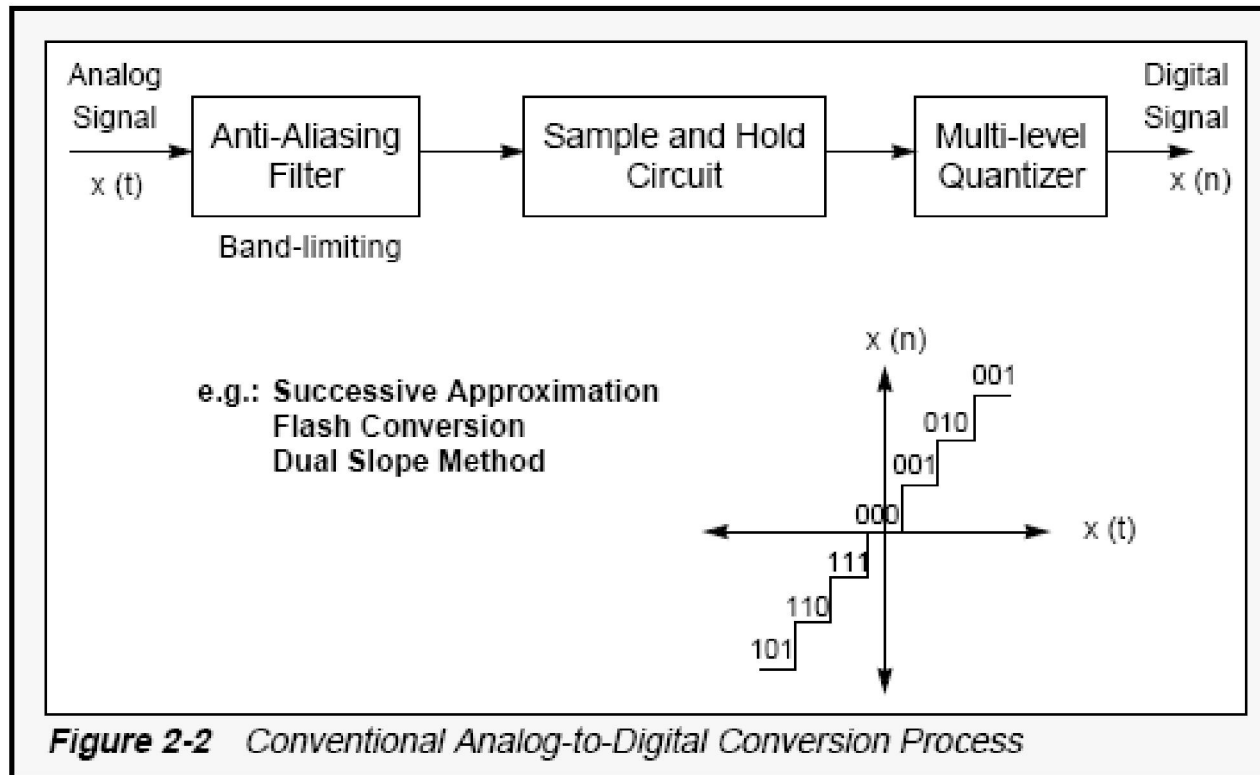 Analog
Signal
x (t)
Anti-Aliasing
Filter
Band-limiting
Sample and Hold
Circuit
Multi-level
Quantizer
Digital
Signal
x (n)
e.g.: Successive Approximation
Flash Conversion
Dual Slope Method
x (n)
001
010
001
000
x (t)
111
110
101
Figure 2-2 Conventional Analog-to-Digital Conversion Process